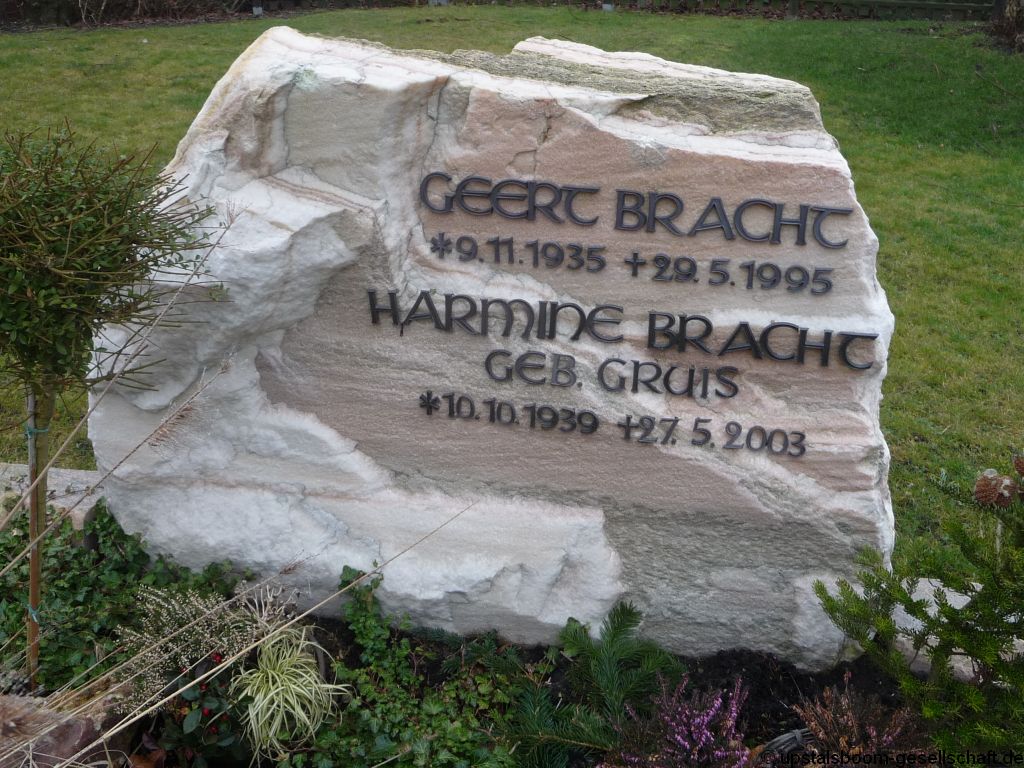 GEERT BRACHT
*9.11.1935 †29.5.1995
HARMINE BRACHT
GEB. GRUIS
*10.10.1939 †27.5.2003
upstalsboom-gesellschaft.de